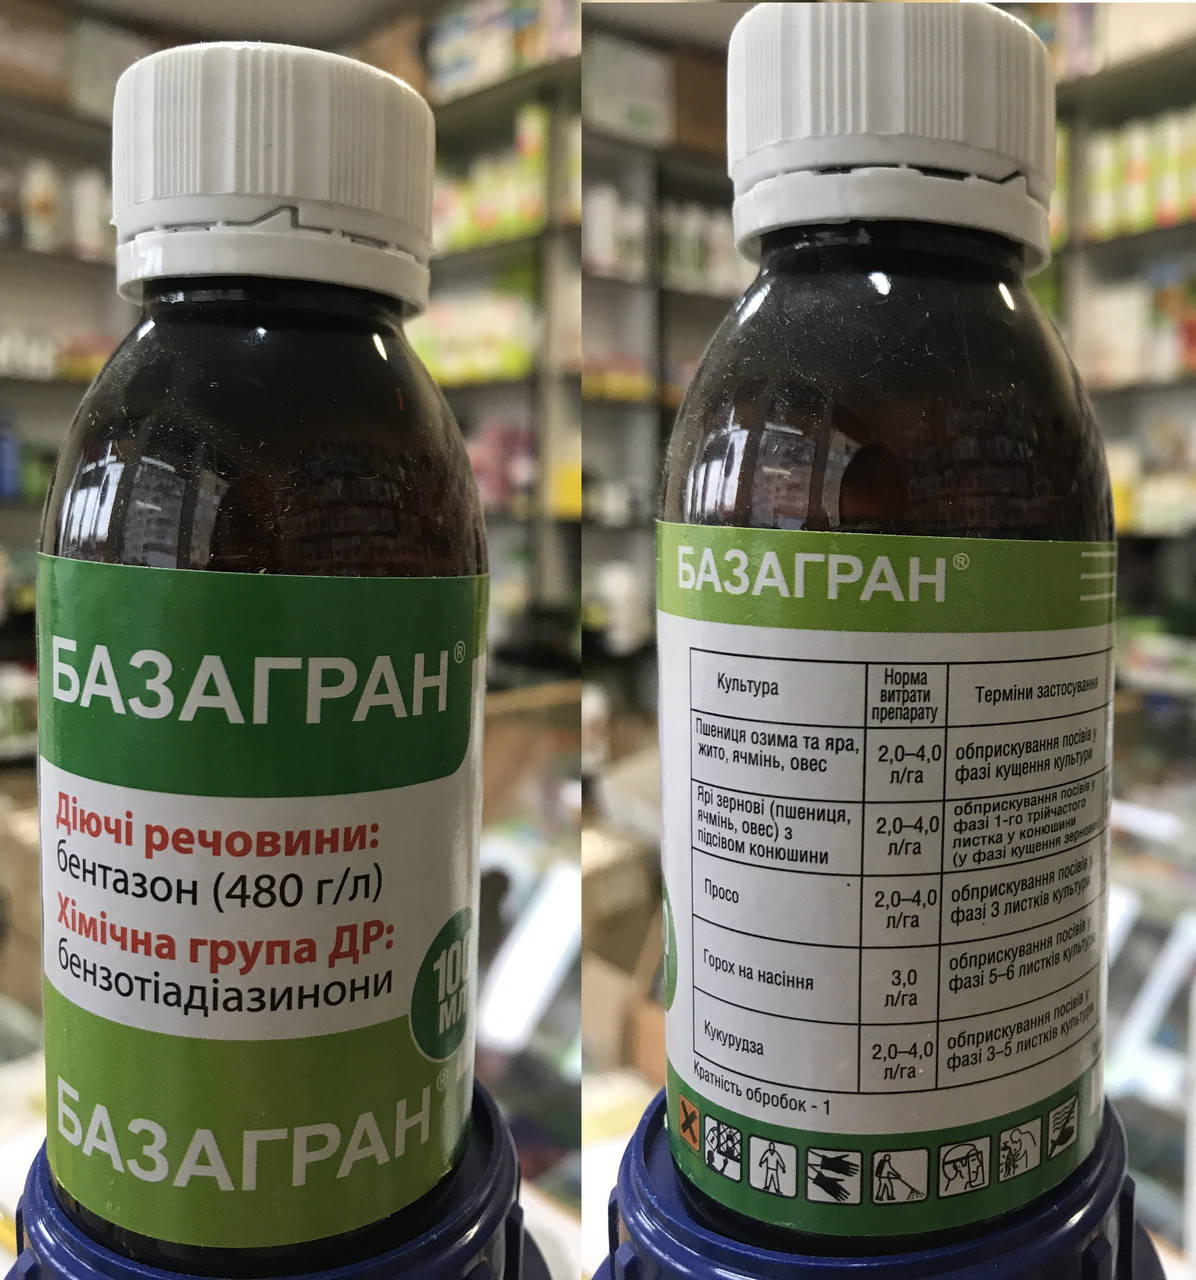 БАЗАГРАН®
Діючі речовини:
бентазон (480 г/л)
Хімічна група ДР:
бензотіадіазинони
100
МЛ
БАЗАГРАН®
БАЗАГРАН®
Культура
Норма
витрати
препарату
Терміни застосування
Пшениця озима та яра,
жито, ячмінь, овес
2,0–4,0
л/га
обприскування посівів у
фазі кущення культури
Ярі зернові (пшениця,
ячмінь, овес) з
підсівом конюшини
2,0–4,0
л/га
обприскування посівів у
фазі 1-го трійчастого
листка у конюшини
(у фазі кущення зернових)
Просо
2,0–4,0
л/га
обприскування посівів у
фазі 3 листків культури
Горох на насіння
3,0
л/га
обприскування посівів у
фазі 5–6 листків культури
Кукурудза
2,0–4,0
л/га
обприскування посівів у
фазі 3–5 листків культури
Кратність обробок - 1